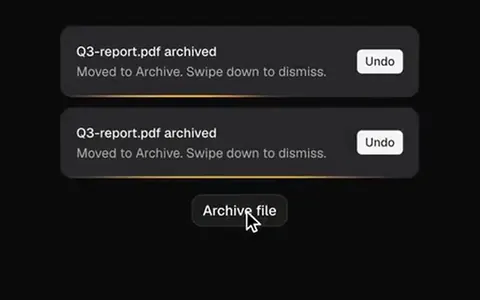 Q3-report.pdf archived
Moved to Archive. Swipe down to dismiss.
Undo
Q3-report.pdf archived
Moved to Archive. Swipe down to dismiss.
Undo
Archive file